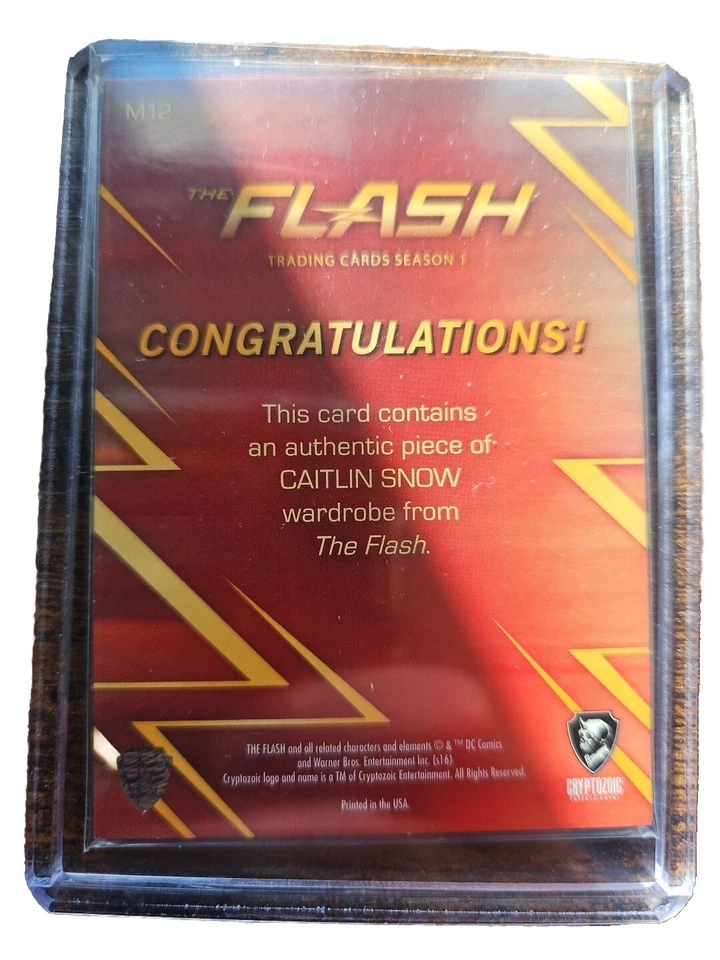 M12
THE FLASH
TRADING CARDS SEASON 1
CONGRATULATIONS!
This card contains
an authentic piece of
CAITLIN SNOW
wardrobe from
The Flash.
THE FLASH and all related characters and elements © & ™ DC Comics
and Warner Bros. Entertainment Inc. (s16)
Cryptozoic logo and name is a TM of Cryptozoic Entertainment. All Rights Reserved.
Printed in the USA.
CRYPTOZOIC
ENTERTAINMENT